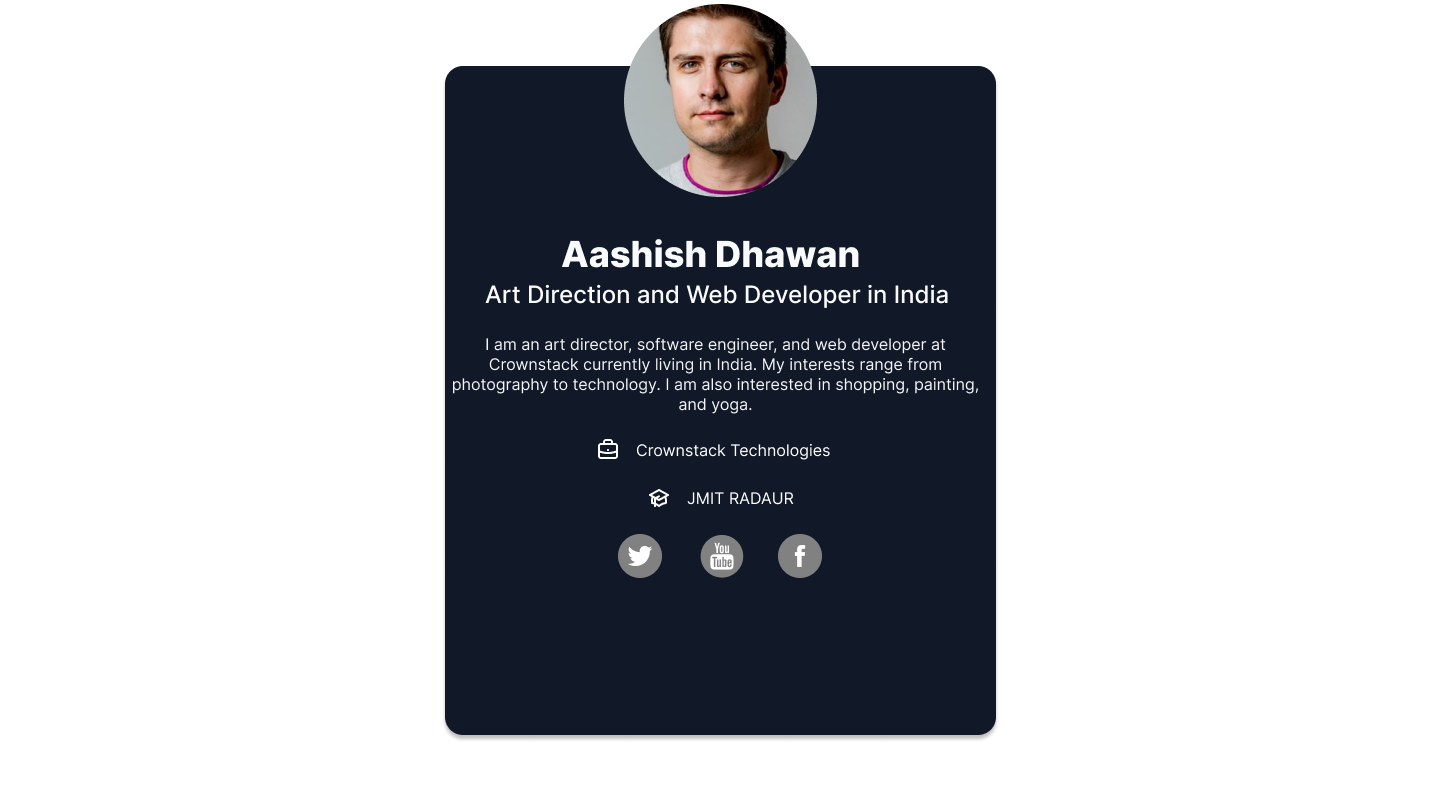 Aashish Dhawan
Art Direction and Web Developer in India
I am an art director, software engineer, and web developer at
Crownstack currently living in India. My interests range from
photography to technology. I am also interested in shopping, painting,
and yoga.
Crownstack Technologies
JMIT RADAUR
You
Tube
f